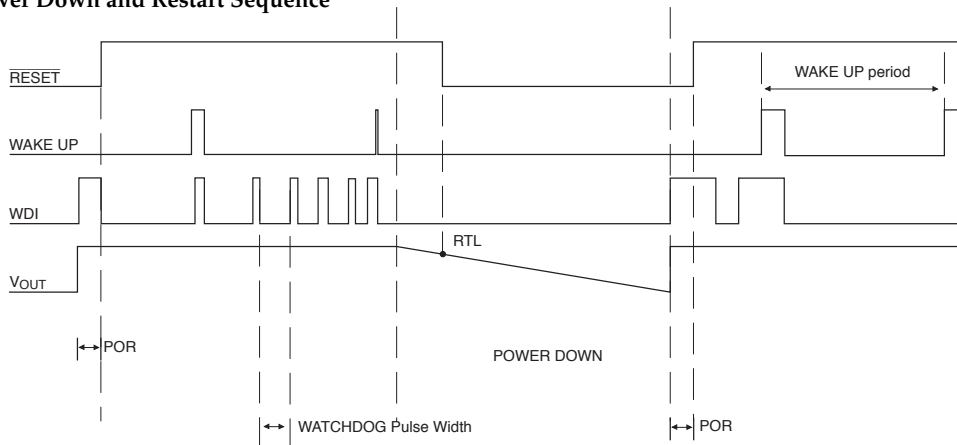 wer Down and Restart Sequence
RESET
WAKE UP period
WAKE UP
WDI
RTL
VOUT
POR
POWER DOWN
WATCHDOG Pulse Width
POR